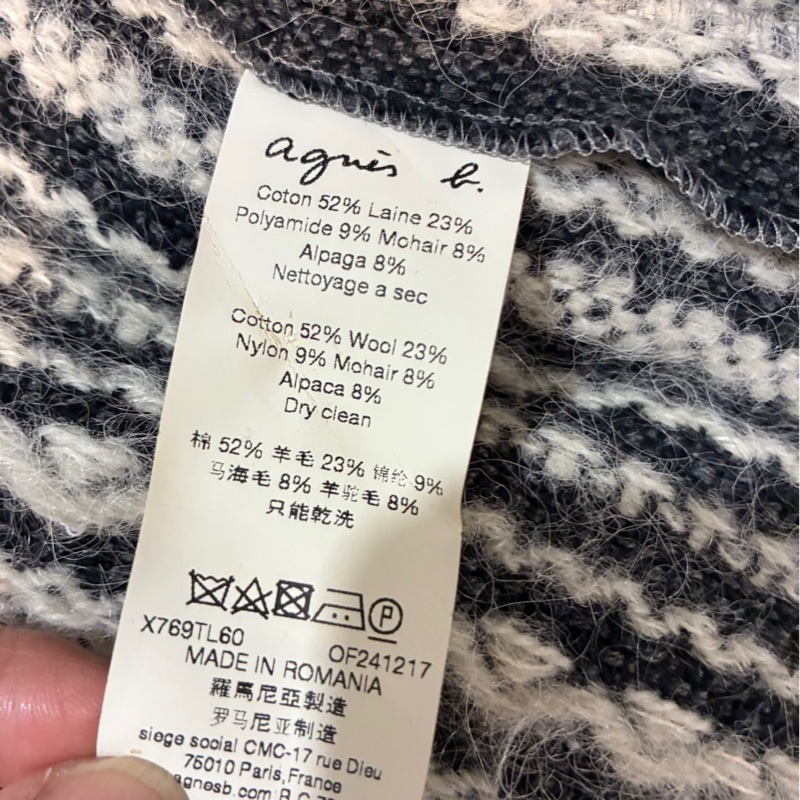 agnès b.
Coton 52% Laine 23%
Polyamide 9% Mohair 8%
Alpaga 8%
Nettoyage a sec
Cotton 52% Wool 23%
Nylon 9% Mohair 8%
Alpaca 8%
Dry clean
棉 52% 羊毛 23% 锦纶 9%
马海毛 8% 羊驼毛 8%
只能乾洗
P
X769TL60
OF241217
MADE IN ROMANIA
羅馬尼亞製造
罗马尼亚制造
siege social CMC-17 rue Dieu
75010 Paris,France
agnesb.com R.C